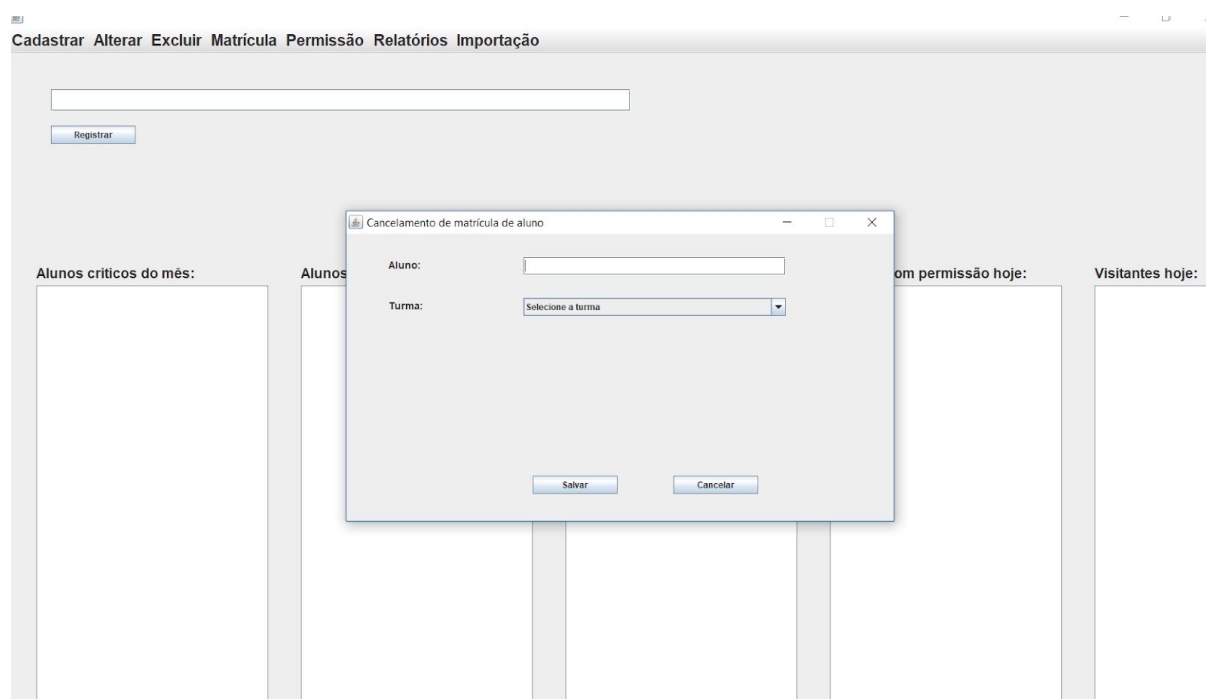 Cadastrar Alterar Excluir Matrícula Permissão Relatórios Importação
Registrar
Cancelamento de matrícula de aluno
Aluno:
Turma:
Selecione a turma
Salvar
Cancelar
Alunos criticos do mês:
Alunos
om permissão hoje:
Visitantes hoje: